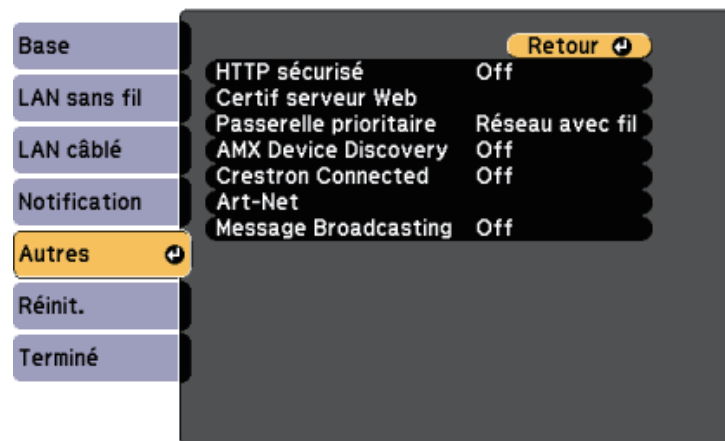 Base
LAN sans fil
LAN câblé
Notification
Autres
Réinit.
Terminé
Retour
HTTP sécurisé Off
Certif serveur Web
Passerelle prioritaire Réseau avec fil
AMX Device Discovery Off
Crestron Connected Off
Art-Net
Message Broadcasting Off